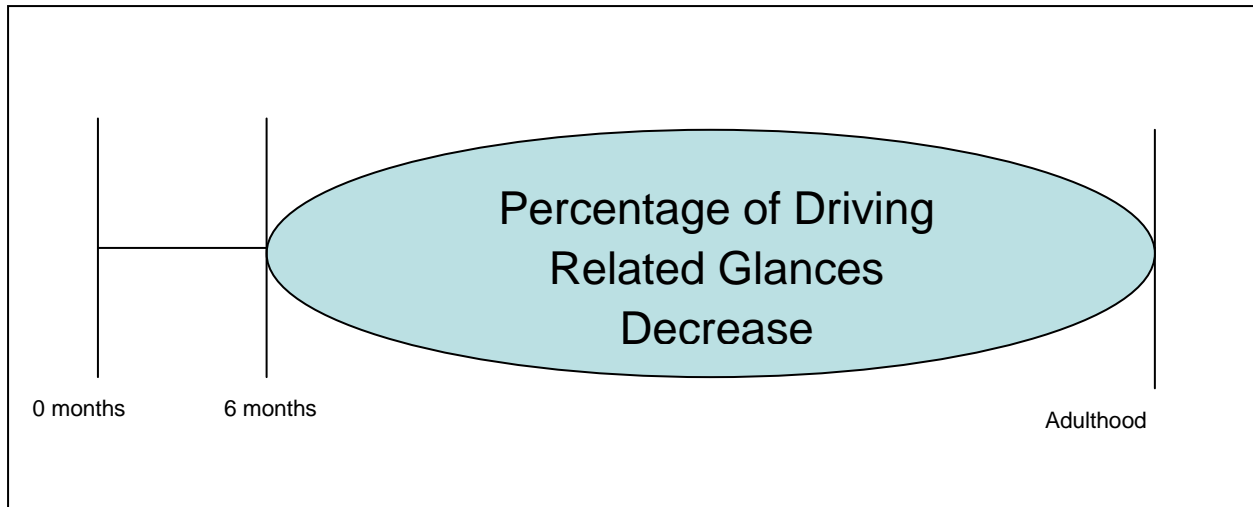 Percentage of Driving
Related Glances
Decrease
0 months
6 months
Adulthood